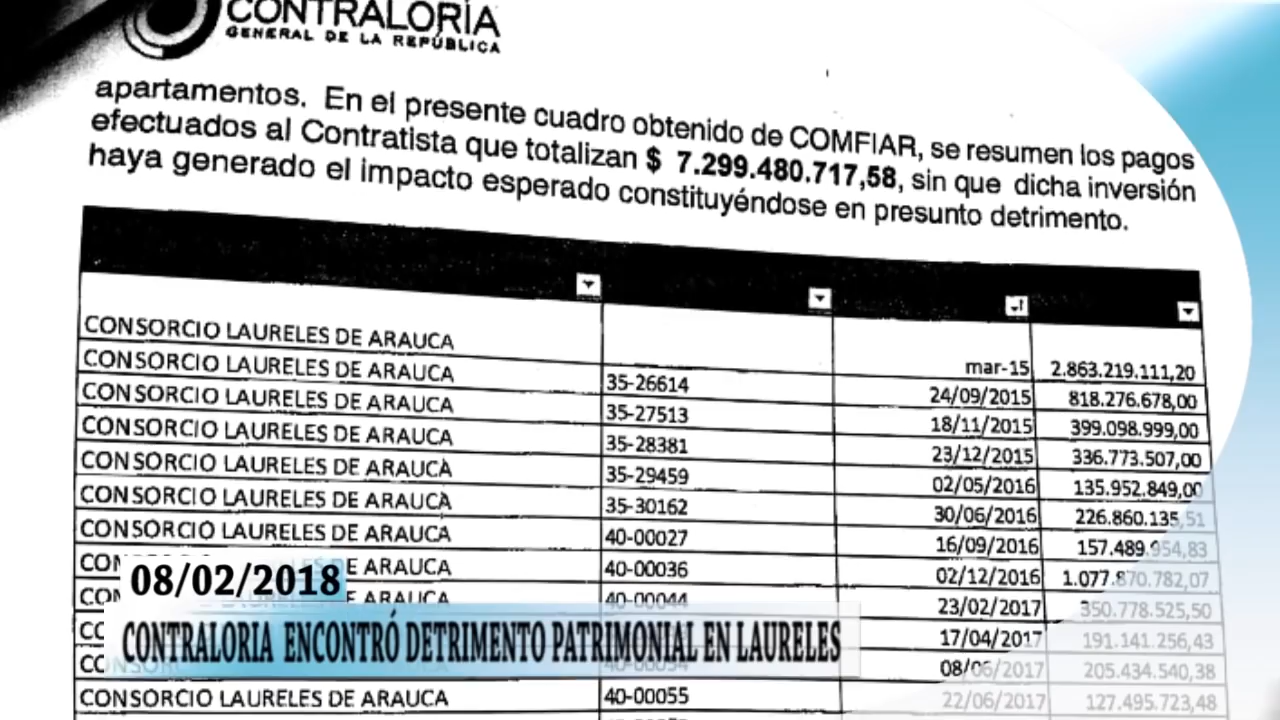 CONTRALORÍA
GENERAL DE LA REPÚBLICA
apartamentos. En el presente cuadro obtenido de COMFIAR, se resumen los pagos
efectuados al Contratista que totalizan $ 7.299.480.717,58, sin que dicha inversión
haya generado el impacto esperado constituyéndose en presunto detrimento.
CONSORCIO LAURELES DE ARAUCA mar-15 2.863.219.111,20
CONSORCIO LAURELES DE ARAUCA 35-26614 24/09/2015 818.276.678,00
CONSORCIO LAURELES DE ARAUCA 35-27513 18/11/2015 399.098.999,00
CONSORCIO LAURELES DE ARAUCA 35-28381 23/12/2015 336.773.507,00
CONSORCIO LAURELES DE ARAUCA 35-29459 02/05/2016 135.952.849,00
CONSORCIO LAURELES DE ARAUCA 35-30162 30/06/2016 226.860.135,51
CONSORCIO LAURELES DE ARAUCA 40-00027 16/09/2016 157.489.954,83
CON E ARAUCA 40-00036 02/12/2016 1.077.870.782,07
CON E ARAUCA 40-00044 23/02/2017 350.778.525,50
CO 17/04/2017 191.141.256,43
CO 08/06/2017 205.434.540,38
CONSORCIO LAURELES DE ARAUCA 40-00055 22/06/2017 127.495.723,48
08/02/2018
CONTRALORIA ENCONTRÓ DETRIMENTO PATRIMONIAL EN LAURELES